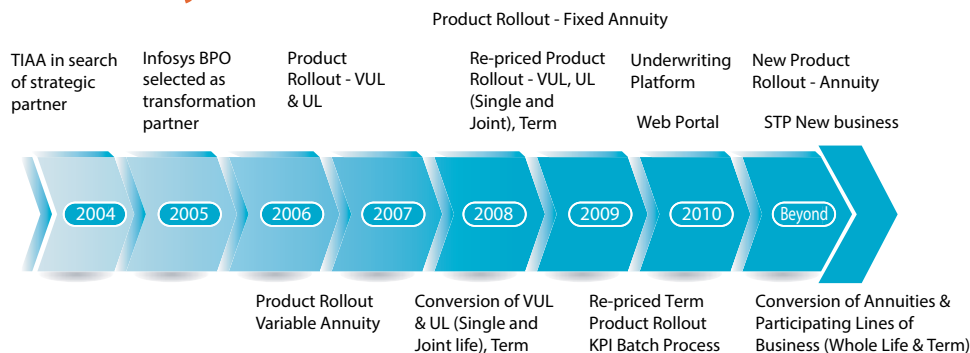 Product Rollout - Fixed Annuity
TIAA in search
of strategic
partner
Infosys BPO
selected as
transformation
partner
Product
Rollout - VUL
& UL
Re-priced Product
Rollout - VUL, UL
(Single and
Joint), Term
Underwriting
Platform
Web Portal
New Product
Rollout - Annuity
STP New business
2004
2005
2006
2007
2008
2009
2010
Beyond
Product Rollout
Variable Annuity
Conversion of VUL
& UL (Single and
Joint life), Term
Re-priced Term
Product Rollout
KPI Batch Process
Conversion of Annuities &
Participating Lines of
Business (Whole Life & Term)